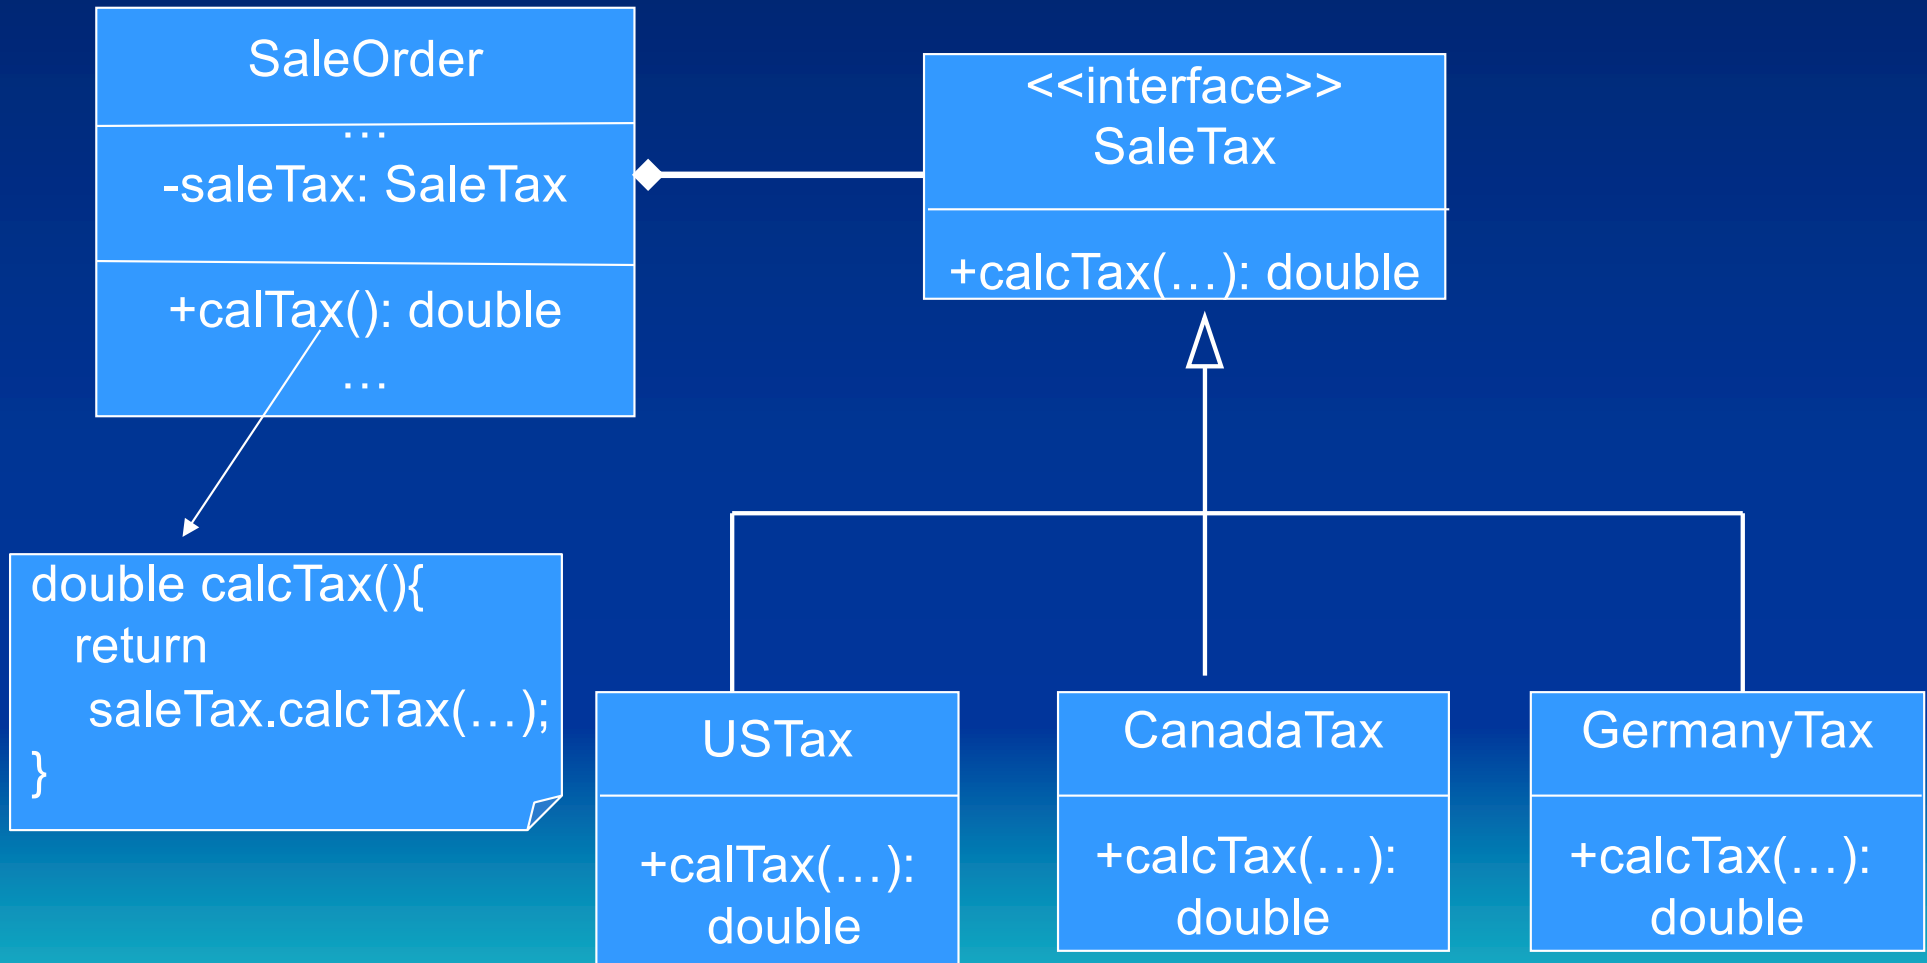 SaleOrder
…
-saleTax: SaleTax
+calTax(): double
…
<<interface>>
SaleTax
+calcTax(…): double
double calcTax(){
return
saleTax.calcTax(…);
}
USTax
+calTax(…):
double
CanadaTax
+calcTax(…):
double
GermanyTax
+calcTax(…):
double